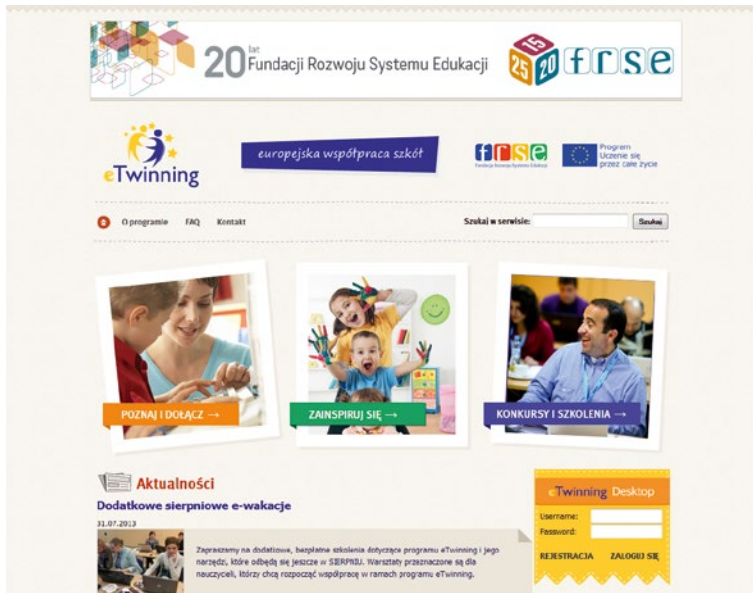 20 lat Fundacji Rozwoju Systemu Edukacji
15 25 20 frse
eTwinning
europejska współpraca szkół
frse
Fundacja Rozwoju Systemu Edukacji
Program
Uczenie się
przez całe życie
O programie FAQ Kontakt
Szukaj w serwisie: Szukaj
POZNAJ I DOŁĄCZ →
ZAINSPIRUJ SIĘ →
KONKURSY I SZKOLENIA →
Aktualności
Dodatkowe sierpniowe e-wakacje
31.07.2013
Zapraszamy na dodatkowe, bezpłatne szkolenia dotyczące programu eTwinning i jego
narzędzi, które odbędą się jeszcze w SIERPNIU. Warsztaty przeznaczone są dla
nauczycieli, którzy chcą rozpocząć współpracę w ramach programu eTwinning.
eTwinning Desktop
Username:
Password:
REJESTRACJA ZALOGUJ SIĘ